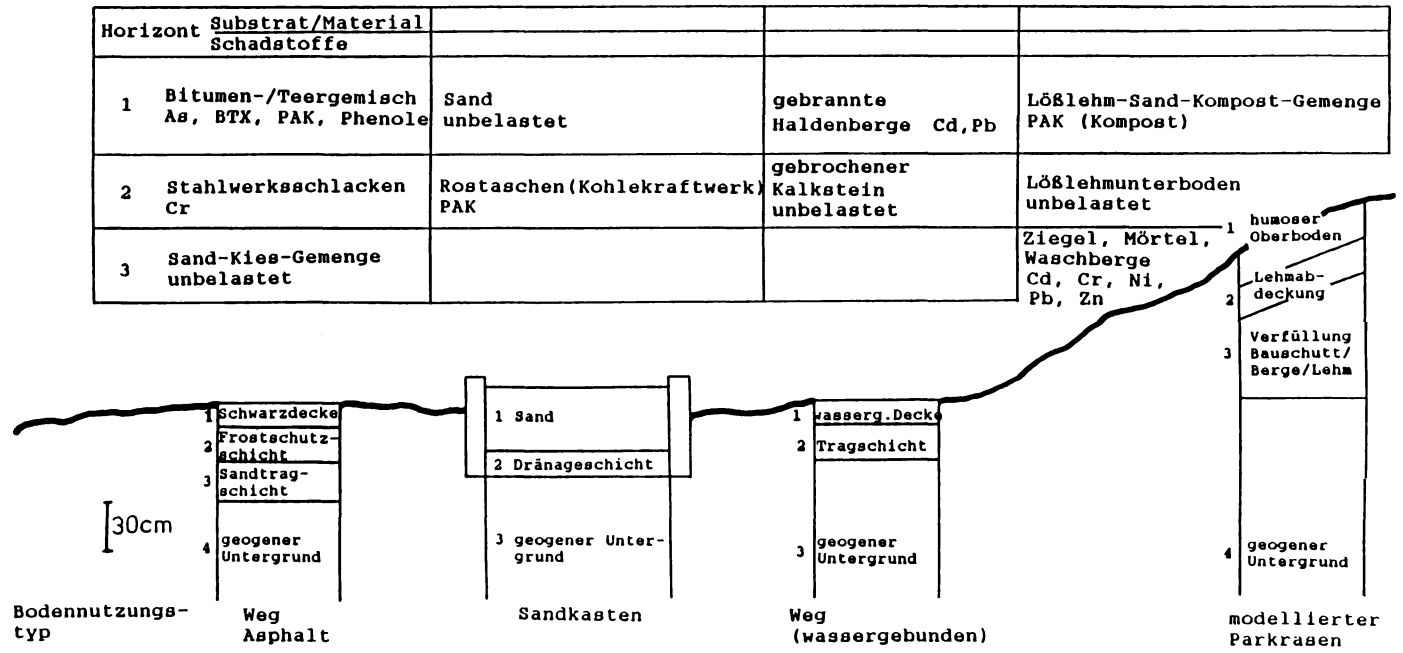 Horizont Substrat/Material
Schadstoffe
1 Bitumen-/Teergemisch
As, BTX, PAK, Phenole
Sand
unbelastet
gebrannte
Haldenberge Cd,Pb
Lößlehm-Sand-Kompost-Gemenge
PAK (Kompost)
2 Stahlwerksschlacken
Cr
Rostaschen(Kohlekraftwerk)
PAK
gebrochener
Kalkstein
unbelastet
Lößlehmunterboden
unbelastet
3 Sand-Kies-Gemenge
unbelastet
Ziegel, Mörtel,
Waschberge
Cd, Cr, Ni,
Pb, Zn
1 humoser
Oberboden
2 Lehmab-
deckung
3 Verfüllung
Bauschutt/
Berge/Lehm
4 geogener
Untergrund
1 Schwarzdecke
2 Frostschutz-
schicht
3 Sandtrag-
schicht
4 geogener
Untergrund
1 Sand
2 Dränageschicht
3 geogener Unter-
grund
1 wasserg.Decke
2 Tragschicht
3 geogener
Untergrund
30cm
Bodennutzungs-
typ
Weg
Asphalt
Sandkasten
Weg
(wassergebunden)
modellierter
Parkrasen